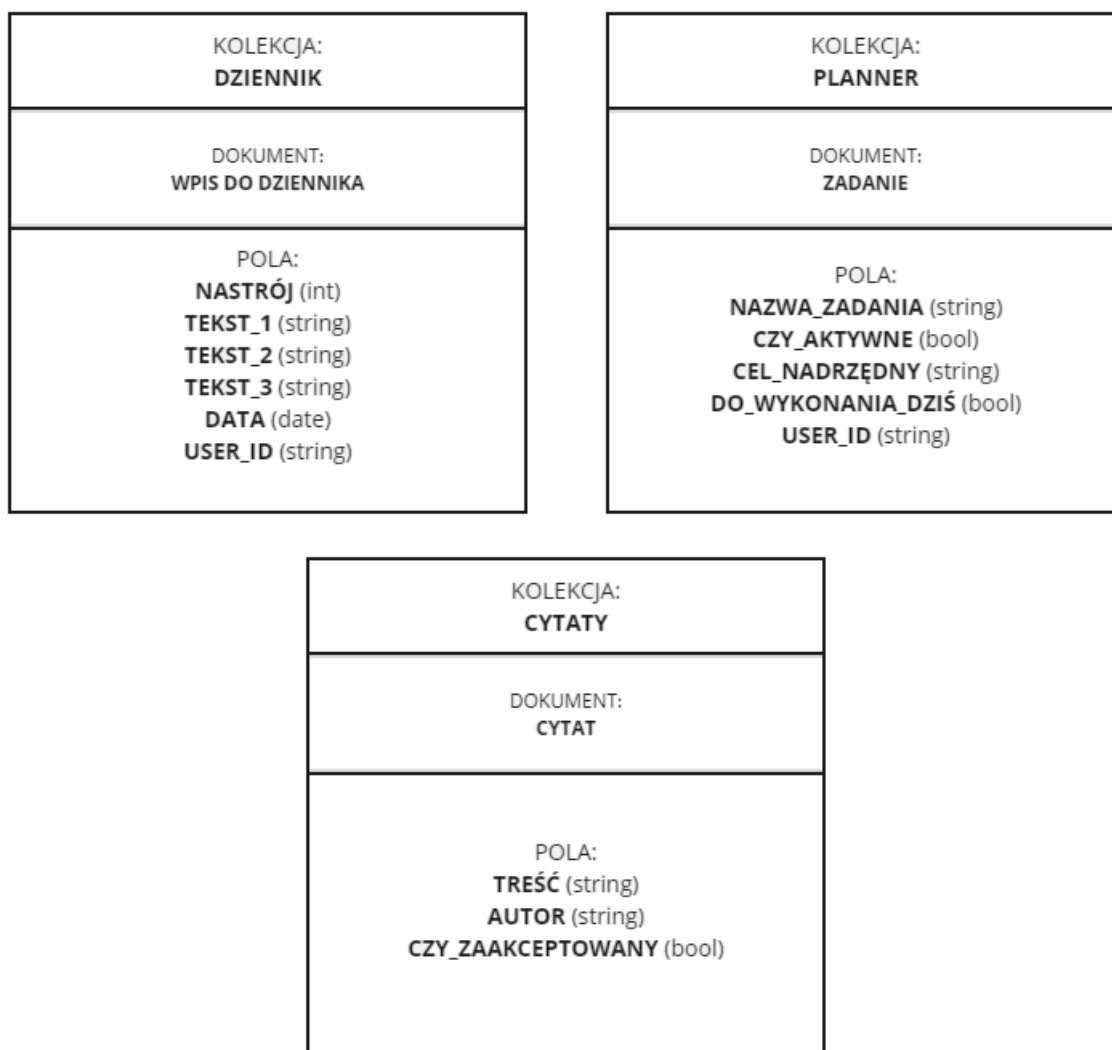 KOLEKCJA:
DZIENNIK
DOKUMENT:
WPIS DO DZIENNIKA
POLA:
NASTRÓJ (int)
TEKST_1 (string)
TEKST_2 (string)
TEKST_3 (string)
DATA (date)
USER_ID (string)
KOLEKCJA:
PLANNER
DOKUMENT:
ZADANIE
POLA:
NAZWA_ZADANIA (string)
CZY_AKTYWNE (bool)
CEL_NADRZĘDNY (string)
DO_WYKONANIA_DZIŚ (bool)
USER_ID (string)
KOLEKCJA:
CYTATY
DOKUMENT:
CYTAT
POLA:
TREŚĆ (string)
AUTOR (string)
CZY_ZAAKCEPTOWANY (bool)